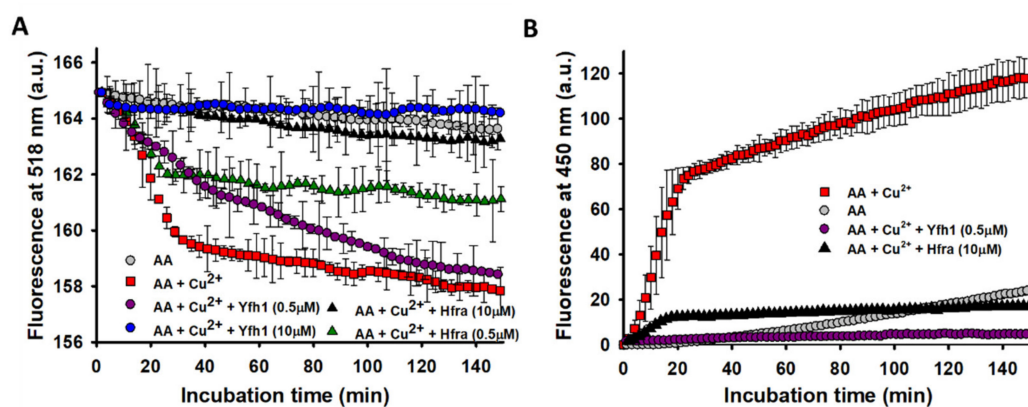 A
Fluorescence at 518 nm (a.u.)
166
164
162
160
158
156
AA
AA + Cu²⁺
AA + Cu²⁺ + Yfh1 (0.5μM)
AA + Cu²⁺ + Yfh1 (10μM)
AA + Cu²⁺ + Hfra (10μM)
AA + Cu²⁺ + Hfra (0.5μM)
0 20 40 60 80 100 120 140
Incubation time (min)
B
Fluorescence at 450 nm (a.u.)
120
100
80
60
40
20
0
AA + Cu²⁺
AA
AA + Cu²⁺ + Yfh1 (0.5μM)
AA + Cu²⁺ + Hfra (10μM)
0 20 40 60 80 100 120 140
Incubation time (min)